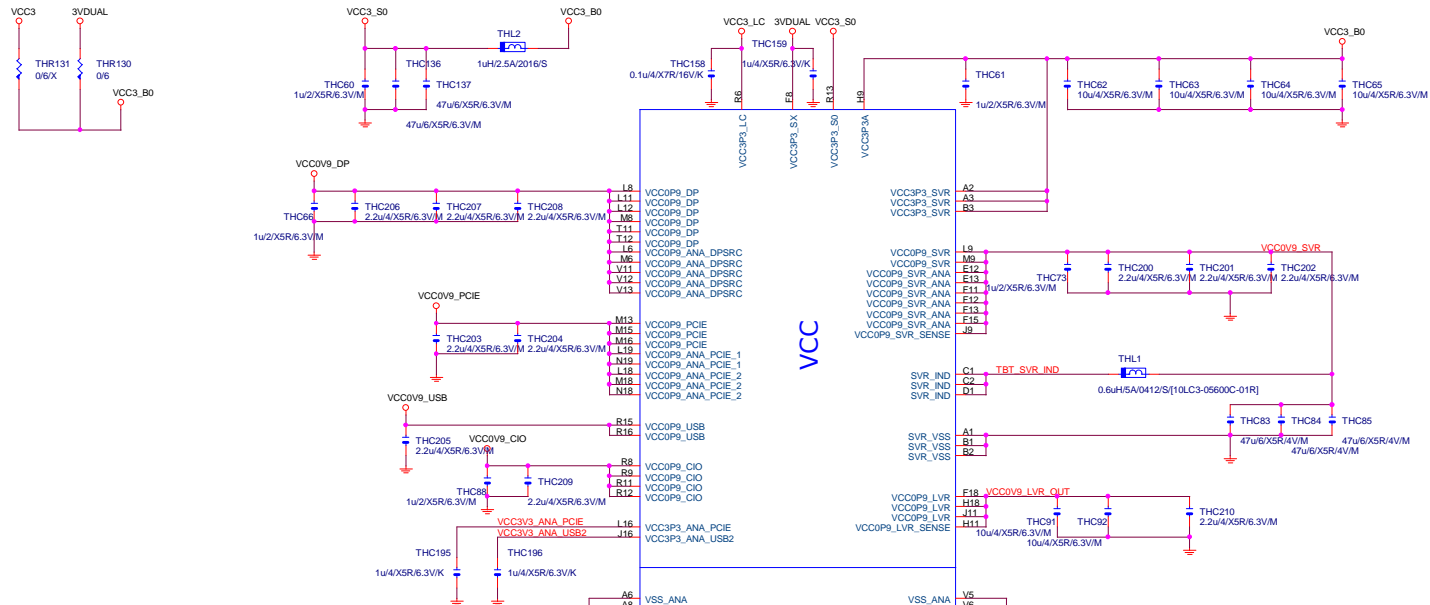 VCC3
3VDUAL
THR131
0/6/X
THR130
0/6
VCC3_B0
VCC3_S0
VCC3_B0
THL2
1uH/2.5A/2016/S
THC136
THC60
1u/2/X5R/6.3V/M
THC137
47u/6/X5R/6.3V/M
47u/6/X5R/6.3V/M
VCC3_LC
3VDUAL
VCC3_S0
THC159
1u/4/X5R/6.3V/K
THC158
0.1u/4/X7R/16V/K
R6
F8
R13
H9
VCC3P3_LC
VCC3P3_SX
VCC3P3_S0
VCC3P3A
THC61
1u/2/X5R/6.3V/M
VCC3_B0
THC62
10u/4/X5R/6.3V/M
THC63
10u/4/X5R/6.3V/M
THC64
10u/4/X5R/6.3V/M
THC65
10u/4/X5R/6.3V/M
VCC0V9_DP
THC66
1u/2/X5R/6.3V/M
THC206
2.2u/4/X5R/6.3V/M
THC207
2.2u/4/X5R/6.3V/M
THC208
2.2u/4/X5R/6.3V/M
L8 VCC0P9_DP
L11 VCC0P9_DP
L12 VCC0P9_DP
M8 VCC0P9_DP
T11 VCC0P9_DP
T12 VCC0P9_DP
L6 VCC0P9_ANA_DPSRC
M6 VCC0P9_ANA_DPSRC
V11 VCC0P9_ANA_DPSRC
V12 VCC0P9_ANA_DPSRC
V13 VCC0P9_ANA_DPSRC
VCC0V9_PCIE
THC203
2.2u/4/X5R/6.3V/M
THC204
2.2u/4/X5R/6.3V/M
M13 VCC0P9_PCIE
M15 VCC0P9_PCIE
M16 VCC0P9_PCIE
L19 VCC0P9_ANA_PCIE_1
N19 VCC0P9_ANA_PCIE_1
L18 VCC0P9_ANA_PCIE_2
M18 VCC0P9_ANA_PCIE_2
N18 VCC0P9_ANA_PCIE_2
VCC0V9_USB
THC205
2.2u/4/X5R/6.3V/M
R15 VCC0P9_USB
R16 VCC0P9_USB
VCC0V9_CIO
THC88
1u/2/X5R/6.3V/M
THC209
2.2u/4/X5R/6.3V/M
R8 VCC0P9_CIO
R9 VCC0P9_CIO
R11 VCC0P9_CIO
R12 VCC0P9_CIO
VCC3V3_ANA_PCIE
L16 VCC3P3_ANA_PCIE
VCC3V3_ANA_USB2
J16 VCC3P3_ANA_USB2
THC195
1u/4/X5R/6.3V/K
THC196
1u/4/X5R/6.3V/K
VCC
VCC3P3_SVR A2
VCC3P3_SVR A3
VCC3P3_SVR B3
VCC0P9_SVR L9
VCC0P9_SVR M9
VCC0P9_SVR_ANA E12
VCC0P9_SVR_ANA E13
VCC0P9_SVR_ANA F11
VCC0P9_SVR_ANA F12
VCC0P9_SVR_ANA F13
VCC0P9_SVR_ANA F15
VCC0P9_SVR_SENSE J9
VCC0V9_SVR
THC73
1u/2/X5R/6.3V/M
THC200
2.2u/4/X5R/6.3V/M
THC201
2.2u/4/X5R/6.3V/M
THC202
2.2u/4/X5R/6.3V/M
SVR_IND C1
SVR_IND C2
SVR_IND D1
TBT_SVR_IND
THL1
0.6uH/5A/0412/S/[10LC3-05600C-01R]
SVR_VSS A1
SVR_VSS B1
SVR_VSS B2
THC83
47u/6/X5R/4V/M
THC84
47u/6/X5R/4V/M
THC85
47u/6/X5R/4V/M
VCC0P9_LVR F18
VCC0P9_LVR H18
VCC0P9_LVR J11
VCC0P9_LVR_SENSE H11
VCC0V9_LVR_OUT
THC91
10u/4/X5R/6.3V/M
THC92
10u/4/X5R/6.3V/M
THC210
2.2u/4/X5R/6.3V/M
A6 VSS_ANA
A8
VSS_ANA V5
V6